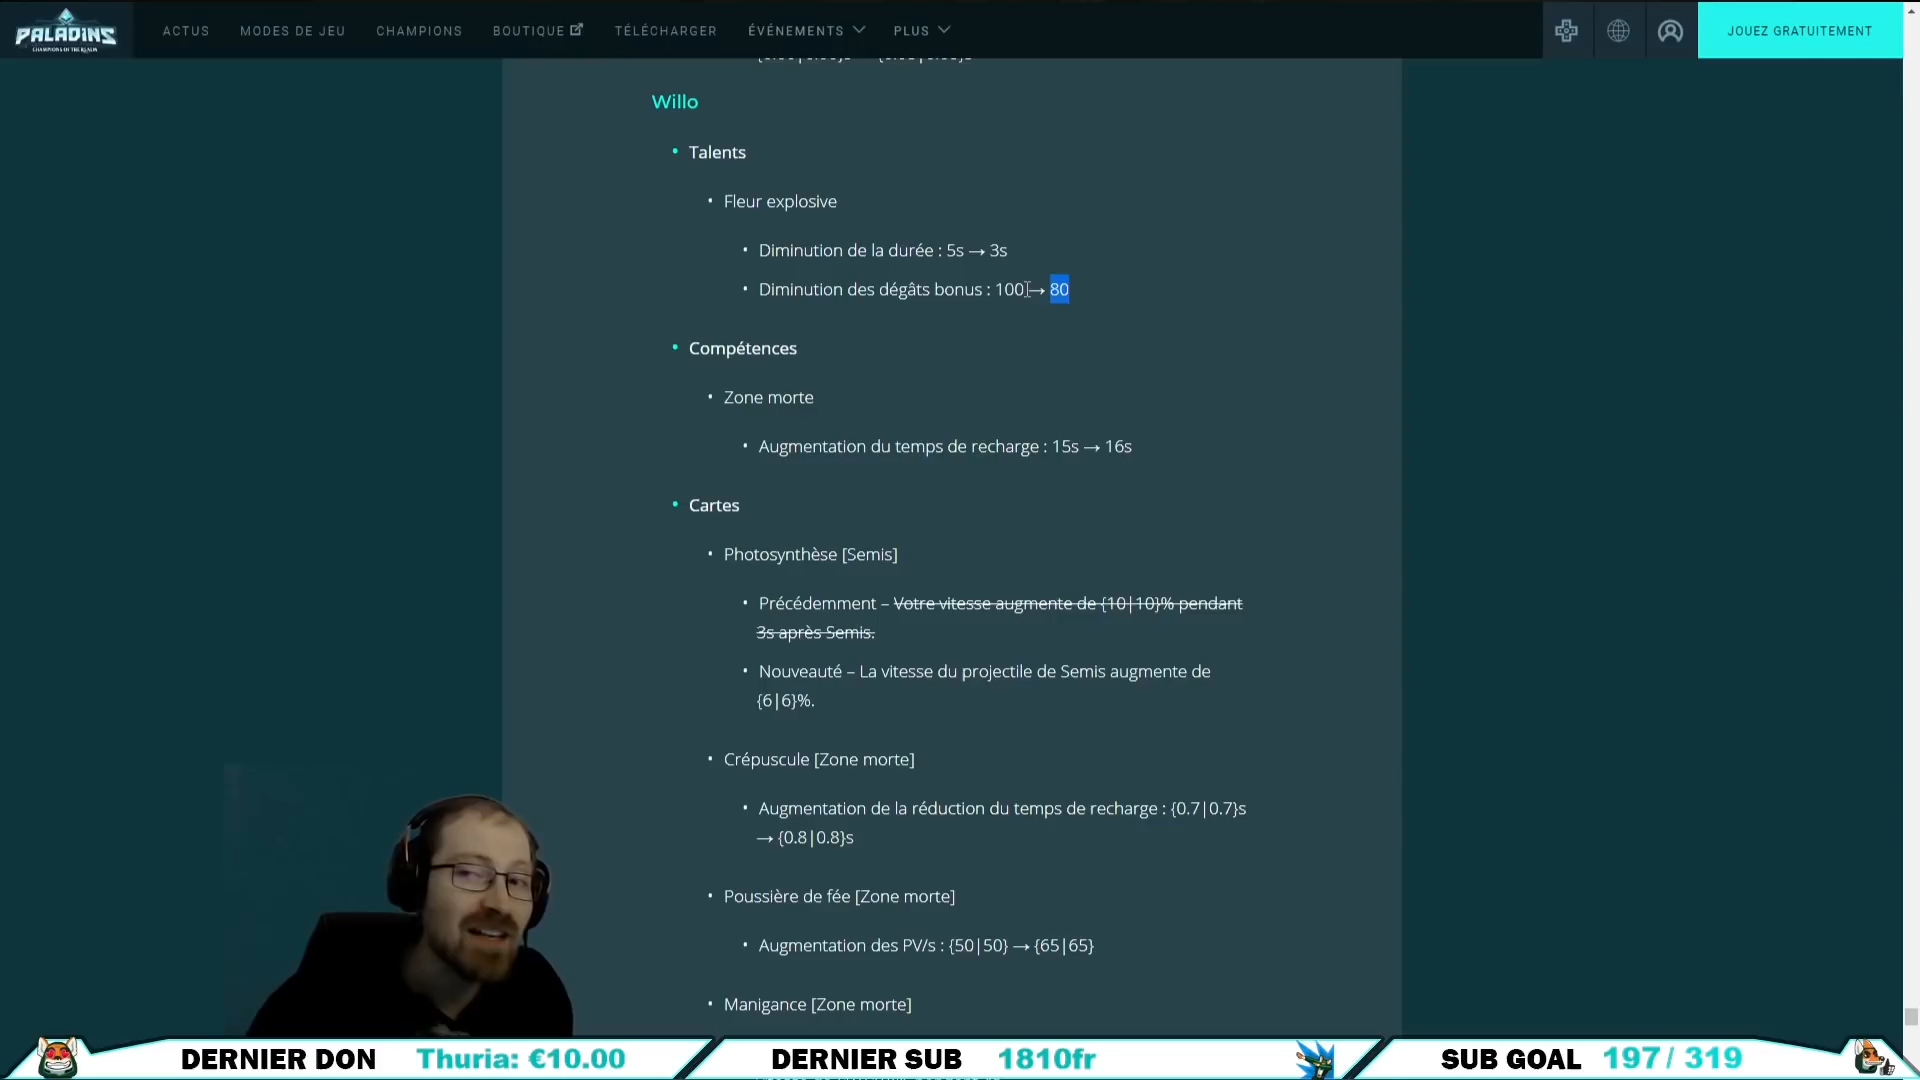 PALADINS
CHAMPIONS OF THE REALM
ACTUS
MODES DE JEU
CHAMPIONS
BOUTIQUE
TÉLÉCHARGER
ÉVÉNEMENTS
PLUS
JOUEZ GRATUITEMENT
Willo
• Talents
• Fleur explosive
• Diminution de la durée : 5s → 3s
• Diminution des dégâts bonus : 100 → 80
• Compétences
• Zone morte
• Augmentation du temps de recharge : 15s → 16s
• Cartes
• Photosynthèse [Semis]
• Précédemment – Votre vitesse augmente de {10|10}% pendant
3s après Semis.
• Nouveauté – La vitesse du projectile de Semis augmente de
{6|6}%.
• Crépuscule [Zone morte]
• Augmentation de la réduction du temps de recharge : {0.7|0.7}s
→ {0.8|0.8}s
• Poussière de fée [Zone morte]
• Augmentation des PV/s : {50|50} → {65|65}
• Manigance [Zone morte]
DERNIER DON Thuria: €10.00
DERNIER SUB 1810fr
SUB GOAL 197 / 319